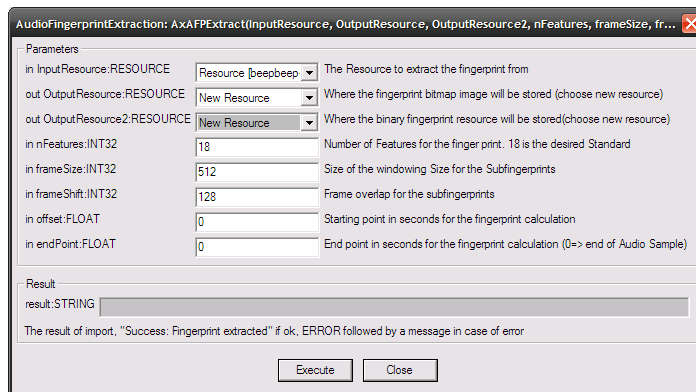 AudioFingerprintExtraction: AxAFPExtract(InputResource, OutputResource, OutputResource2, nFeatures, frameSize, fr...
Parameters
in InputResource:RESOURCE Resource [beepbeep- The Resource to extract the fingerprint from
out OutputResource:RESOURCE New Resource Where the fingerprint bitmap image will be stored (choose new resource)
out OutputResource2:RESOURCE New Resource Where the binary fingerprint resource will be stored(choose new resource)
in nFeatures:INT32 18 Number of Features for the finger print. 18 is the desired Standard
in frameSize:INT32 512 Size of the windowing Size for the Subfingerprints
in frameShift:INT32 128 Frame overlap for the subfingerprints
in offset:FLOAT 0 Starting point in seconds for the fingerprint calculation
in endPoint:FLOAT 0 End point in seconds for the fingerprint calculation (0=> end of Audio Sample)
Result
result:STRING
The result of import, "Success: Fingerprint extracted" if ok, ERROR followed by a message in case of error
Execute Close